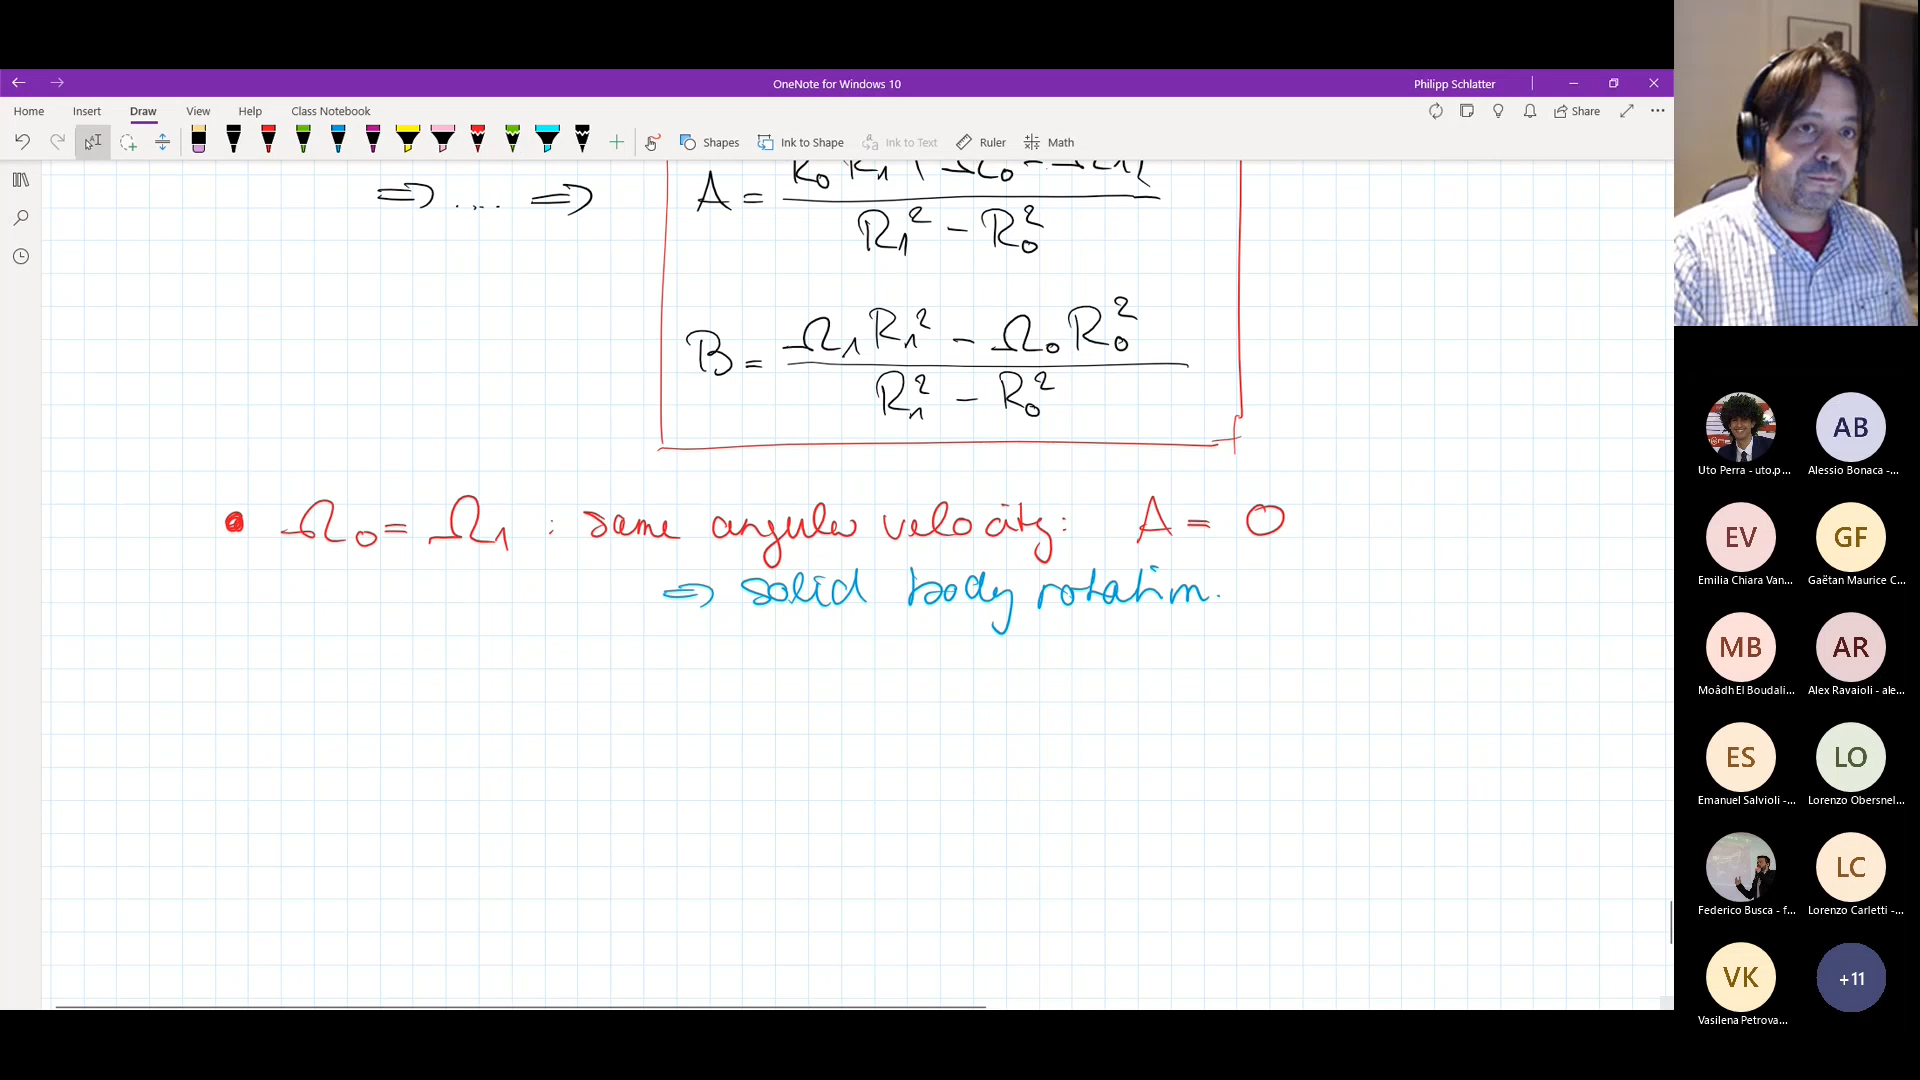 OneNote for Windows 10
Philipp Schlatter
Home Insert Draw View Help Class Notebook
Share
Shapes Ink to Shape Ink to Text Ruler Math
⇒ .... ⇒ A =
R₁² − R₀²
B = Ω₁R₁² − Ω₀R₀²
R₁² − R₀²
• Ω₀ = Ω₁ : same angular velocity: A = 0
⇒ solid body rotation.
Uto Perra - uto.p...
AB
Alessio Bonaca -...
EV
Emilia Chiara Van...
GF
Gaëtan Maurice C...
MB
Moâdh El Boudali...
AR
Alex Ravaioli - ale...
ES
Emanuel Salvioli -...
LO
Lorenzo Obersnel...
Federico Busca - f...
LC
Lorenzo Carletti -...
VK
Vasilena Petrova...
+11